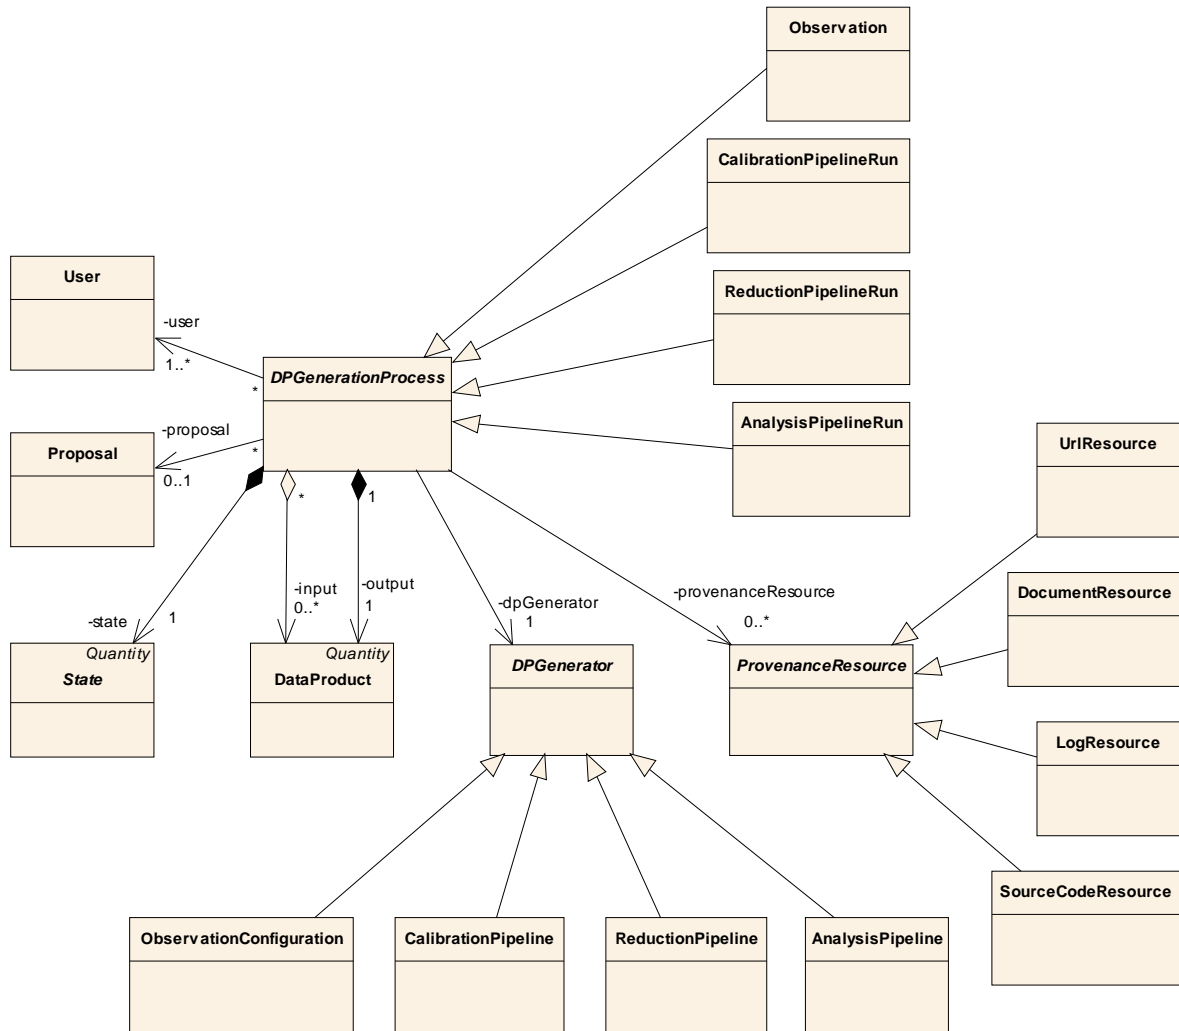 Observation
CalibrationPipelineRun
User
ReductionPipelineRun
-user
1..*
*
DPGenerationProcess
-proposal
*
0..1
Proposal
AnalysisPipelineRun
UrlResource
*
1
-input
0..*
-output
1
-dpGenerator
1
-provenanceResource
0..*
-state
1
DocumentResource
Quantity
State
Quantity
DataProduct
DPGenerator
ProvenanceResource
LogResource
SourceCodeResource
ObservationConfiguration
CalibrationPipeline
ReductionPipeline
AnalysisPipeline